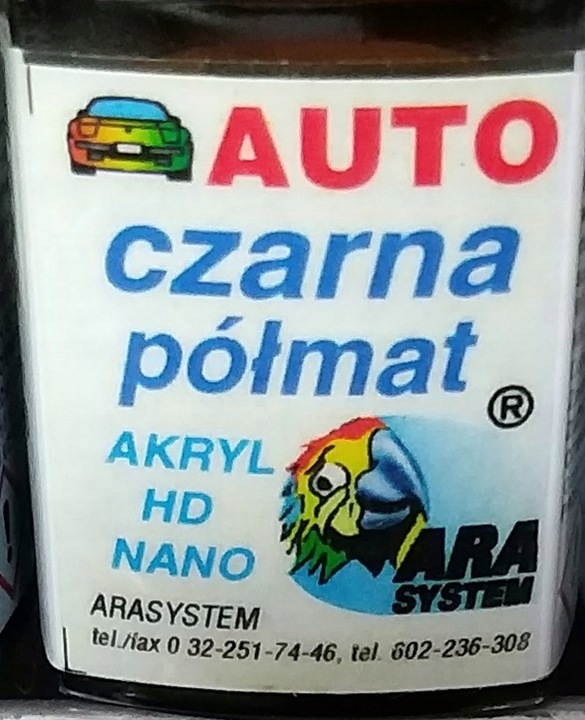 AUTO
czarna
półmat
®
AKRYL
HD
NANO
ARA
SYSTEM
ARASYSTEM
tel./fax 0 32-251-74-46, tel. 602-236-308